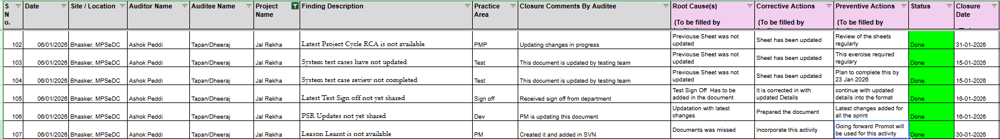 S N o. Date Site / Location Auditor Name Auditee Name Project Name Finding Description Practice Area Closure Comments By Auditee Root Cause(s) (To be filled by Corrective Actions (To be filled by Preventive Actions (To be filled by Status Closure Date
102 06/01/2026 Bhasker, MPSeDC Ashok Peddi Tapan/Dheeraj Jal Rekha Latest Project Cycle RCA is not available PMP Updating changes in progress Previouse Sheet was not updated Sheet has been updated Review of the sheets regularly Done 31-01-2026
103 06/01/2026 Bhasker, MPSeDC Ashok Peddi Tapan/Dheeraj Jal Rekha System test cases have not updated Test This document is updated by testing team Previouse Sheet was not updated Sheet has been updated This exercise required regulary Done 15-01-2026
104 06/01/2026 Bhasker, MPSeDC Ashok Peddi Tapan/Dheeraj Jal Rekha System test case review not completed Test This document is updated by testing team Previouse Sheet was not updated Sheet has been updated Plan to complete this by 23 Jan 2026 Done 15-01-2026
105 06/01/2026 Bhasker, MPSeDC Ashok Peddi Tapan/Dheeraj Jal Rekha Latest Test Sign off not yet shared Sign off Received sign off from department Test Sign Off Has to be added in the document It is corrected in with updated Details continue with updated details into the format Done 16-01-2026
106 06/01/2026 Bhasker, MPSeDC Ashok Peddi Tapan/Dheeraj Jal Rekha PSR Updates not yet shared Dev PM is updating this document Updatation with latest changes Prepared the document Latest changes added for all the sprint Done 16-01-2026
107 06/01/2026 Bhasker, MPSeDC Ashok Peddi Tapan/Dheeraj Jal Rekha Leason Learnt is not available PM Created it and added in SVN Documents was missed Incorporate this activity Going forward Promot will be used for this activity Done 30-01-2026